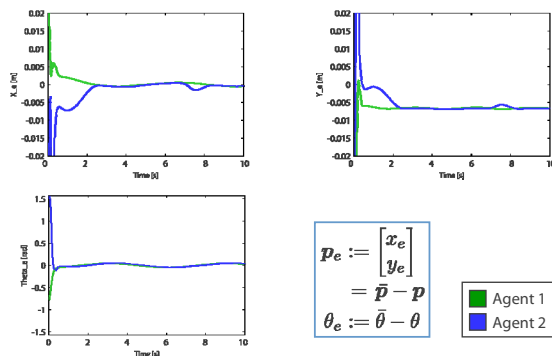 0.02
0.015
0.01
0.005
0
-0.005
-0.01
-0.015
-0.02
X_e [m]
0 2 4 6 8 10
Time [s]
0.02
0.015
0.01
0.005
0
-0.005
-0.01
-0.015
-0.02
Y_e [m]
0 2 4 6 8 10
Time [s]
1.5
1
0.5
0
-0.5
-1
-1.5
Theta_e [rad]
0 2 4 6 8 10
Time [s]
p_e := [x_e
y_e]
= p̄ − p
θ_e := θ̄ − θ
Agent 1
Agent 2